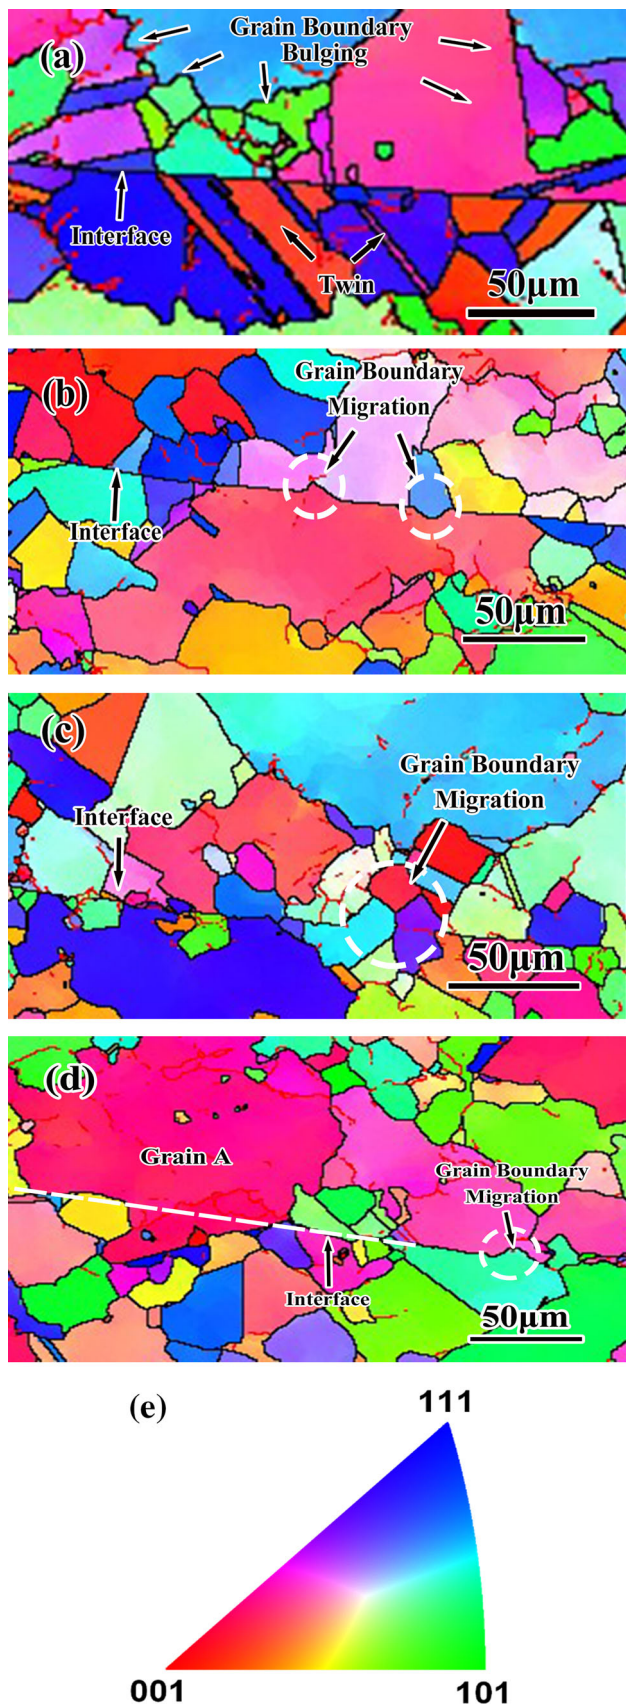 (a)
Grain Boundary
Bulging
Interface
Twin
50μm
(b)
Grain Boundary
Migration
Interface
50μm
(c)
Grain Boundary
Migration
Interface
50μm
(d)
Grain A
Grain Boundary
Migration
Interface
50μm
(e)
111
001
101